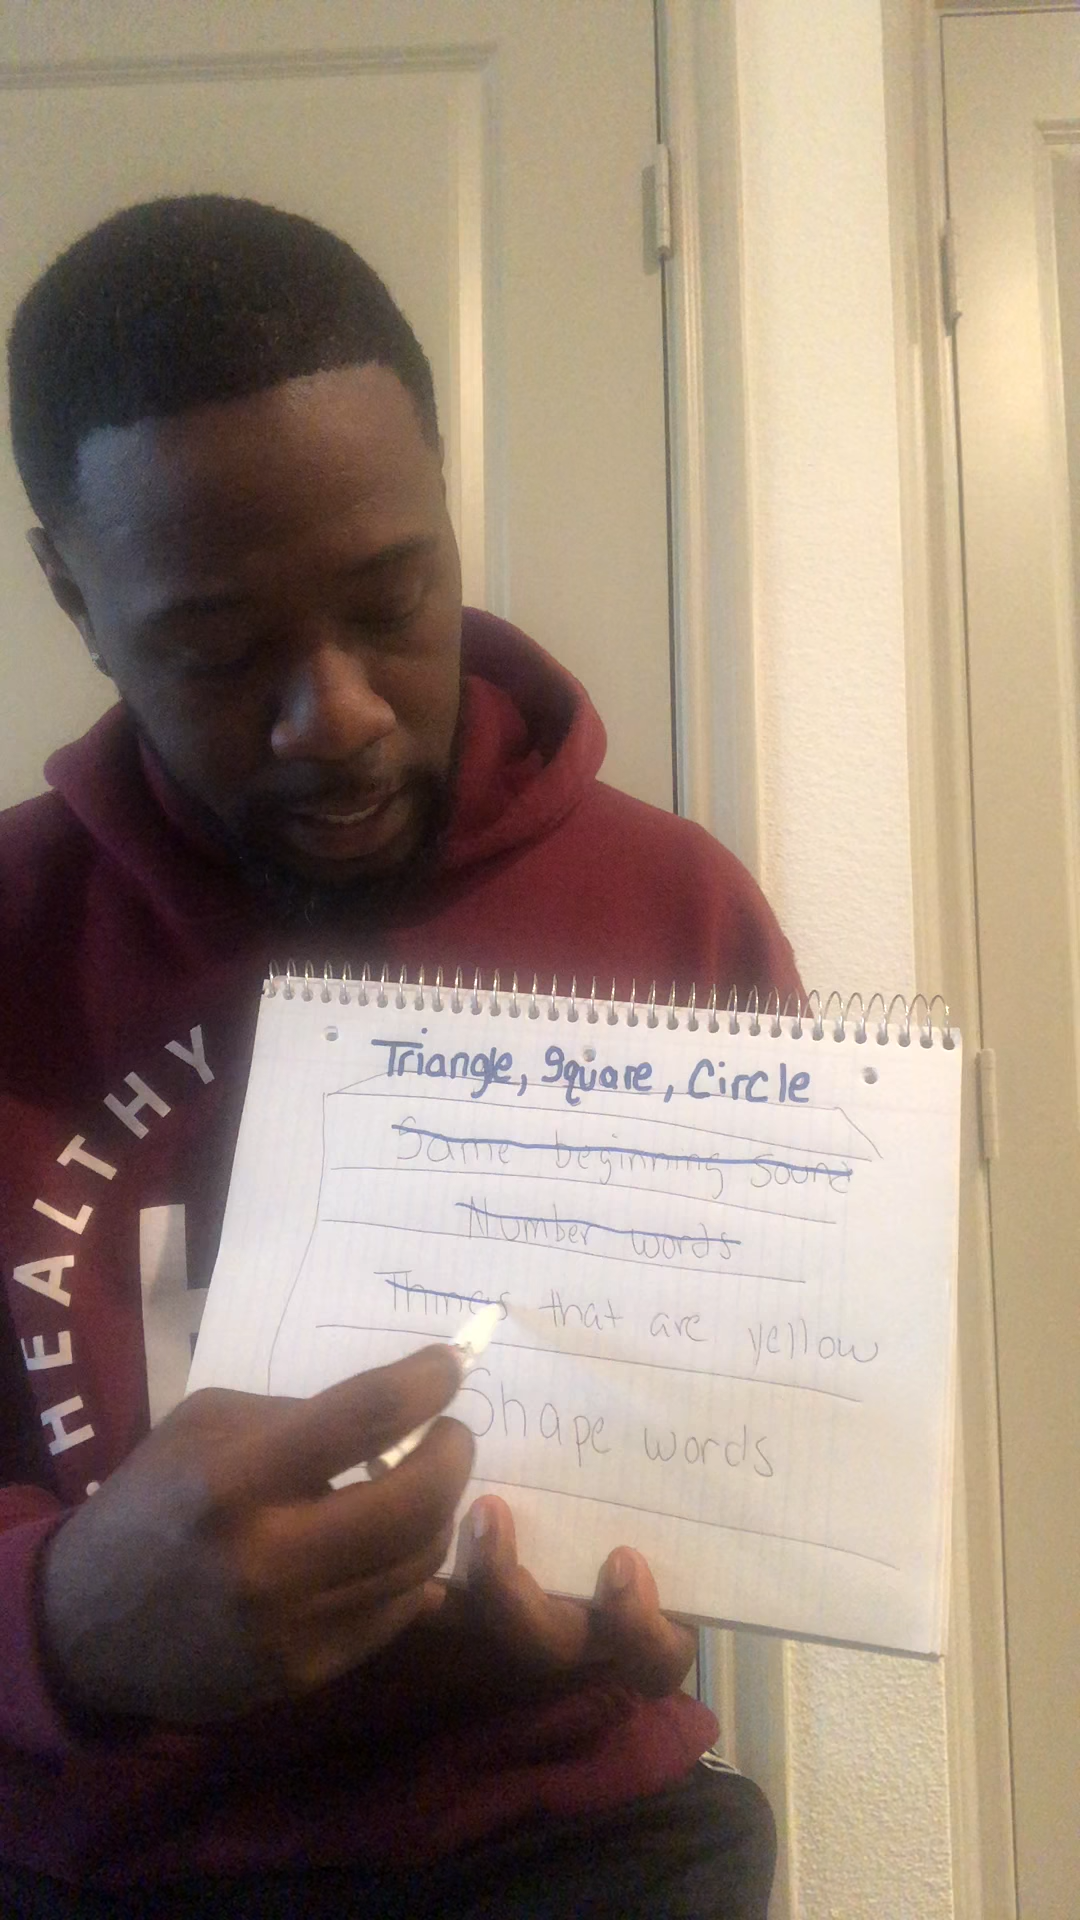 HEALTHY
Triangle, Square, Circle
Same beginning Sound
Number words
Things that are yellow
Shape words